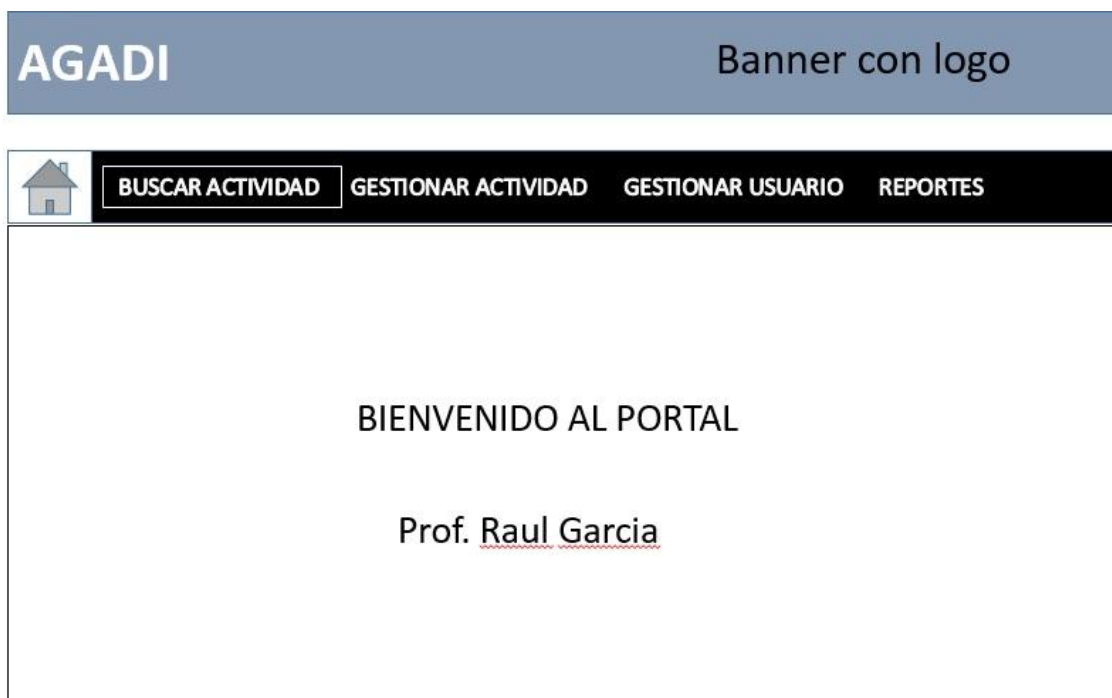 AGADI
Banner con logo
BUSCAR ACTIVIDAD
GESTIONAR ACTIVIDAD
GESTIONAR USUARIO
REPORTES
BIENVENIDO AL PORTAL
Prof. Raul Garcia